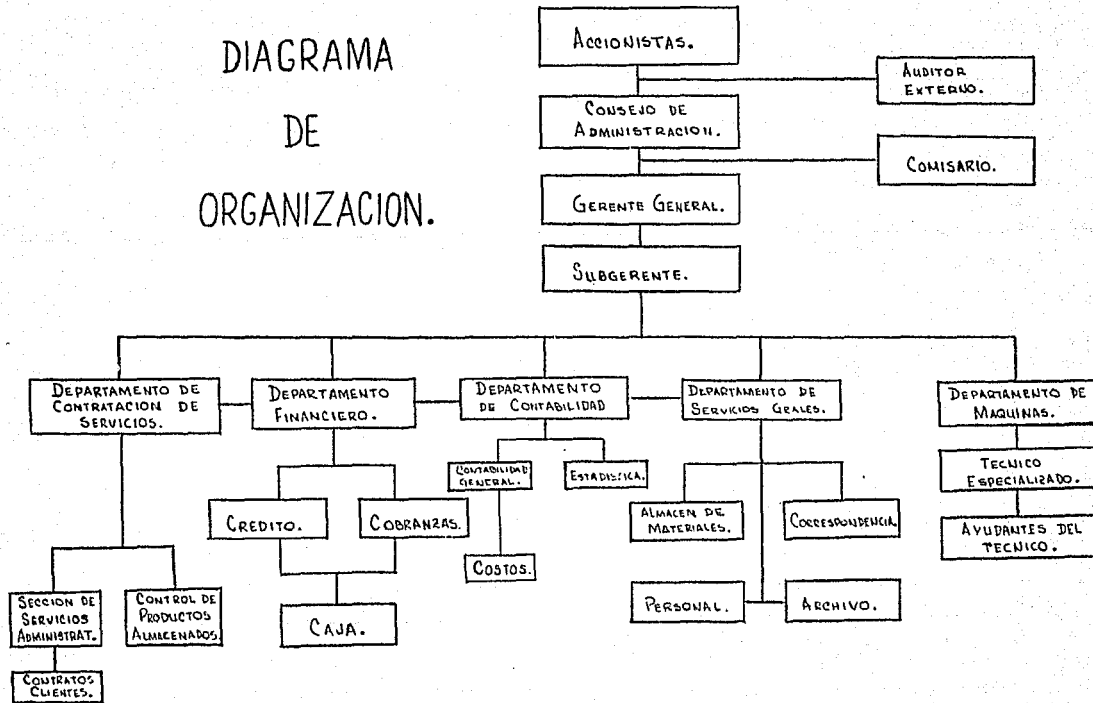 DIAGRAMA
DE
ORGANIZACION.
ACCIONISTAS.
AUDITOR
EXTERNO.
CONSEJO DE
ADMINISTRACION.
COMISARIO.
GERENTE GENERAL.
SUBGERENTE.
DEPARTAMENTO DE
CONTRATACION DE
SERVICIOS.
DEPARTAMENTO
FINANCIERO.
DEPARTAMENTO
DE CONTABILIDAD
DEPARTAMENTO DE
SERVICIOS GRALES.
DEPARTAMENTO DE
MAQUINAS.
CONTABILIDAD
GENERAL.
ESTADISTICA.
TECNICO
ESPECIALIZADO.
CREDITO.
COBRANZAS.
ALMACEN DE
MATERIALES.
CORRESPONDENCIA
AYUDANTES DEL
TECNICO.
COSTOS.
SECCION DE
SERVICIOS
ADMINISTRAT.
CONTROL DE
PRODUCTOS
ALMACENADOS.
CAJA.
PERSONAL.
ARCHIVO.
CONTRATOS
CLIENTES.